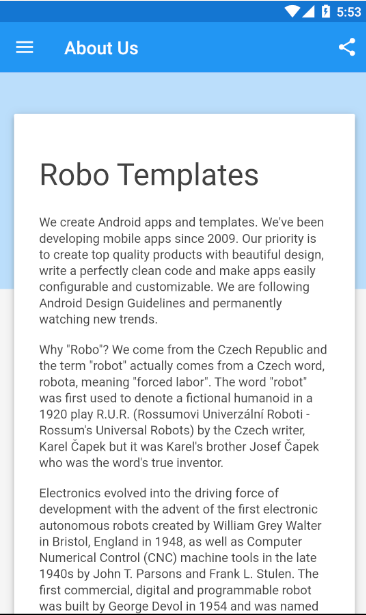 5:53
About Us
Robo Templates
We create Android apps and templates. We've been
developing mobile apps since 2009. Our priority is
to create top quality products with beautiful design,
write a perfectly clean code and make apps easily
configurable and customizable. We are following
Android Design Guidelines and permanently
watching new trends.
Why "Robo"? We come from the Czech Republic and
the term "robot" actually comes from a Czech word,
robota, meaning "forced labor". The word "robot"
was first used to denote a fictional humanoid in a
1920 play R.U.R. (Rossumovi Univerzální Roboti -
Rossum's Universal Robots) by the Czech writer,
Karel Čapek but it was Karel's brother Josef Čapek
who was the word's true inventor.
Electronics evolved into the driving force of
development with the advent of the first electronic
autonomous robots created by William Grey Walter
in Bristol, England in 1948, as well as Computer
Numerical Control (CNC) machine tools in the late
1940s by John T. Parsons and Frank L. Stulen. The
first commercial, digital and programmable robot
was built by George Devol in 1954 and was named